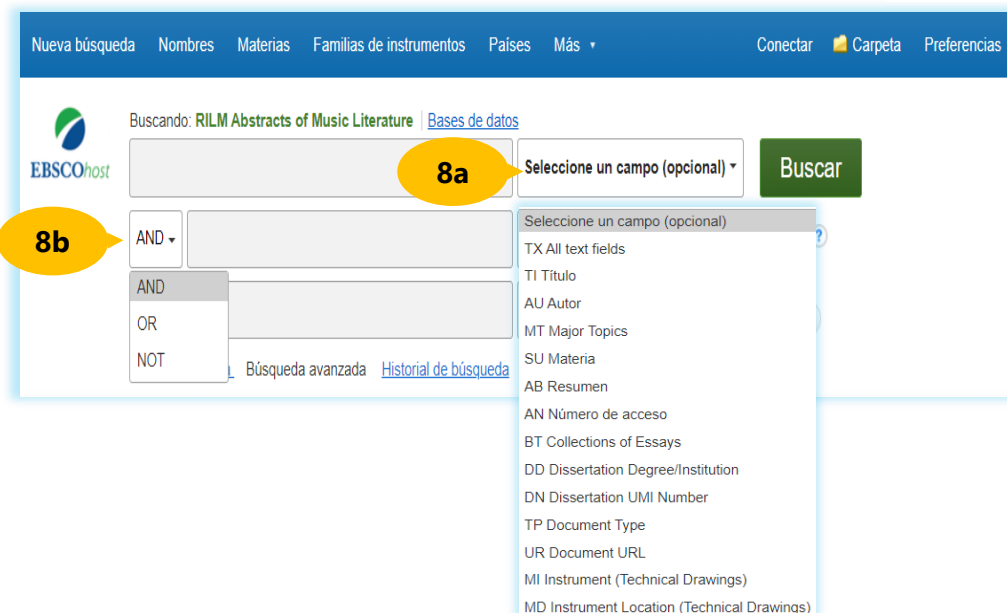 Nueva búsqueda Nombres Materias Familias de instrumentos Países Más Conectar Carpeta Preferencias
Buscando: RILM Abstracts of Music Literature Bases de datos
EBSCOhost
8a
Seleccione un campo (opcional)
Buscar
8b
AND
AND
OR
NOT
Búsqueda avanzada Historial de búsqueda
Seleccione un campo (opcional)
?
TX All text fields
TI Título
AU Autor
MT Major Topics
SU Materia
AB Resumen
AN Número de acceso
BT Collections of Essays
DD Dissertation Degree/Institution
DN Dissertation UMI Number
TP Document Type
UR Document URL
MI Instrument (Technical Drawings)
MD Instrument Location (Technical Drawings)